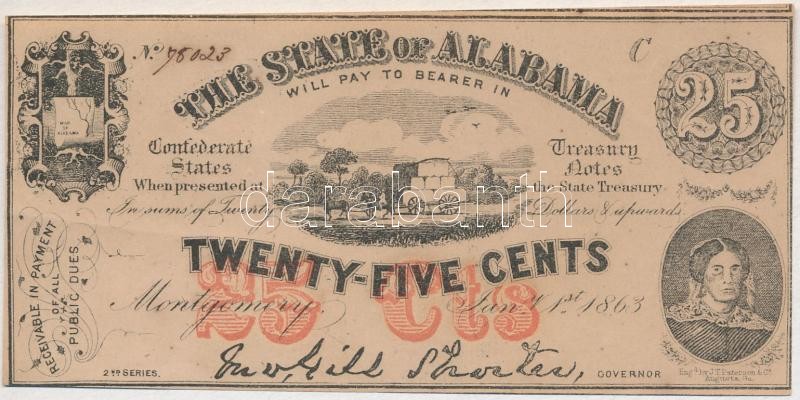 No. 78023
C
THE STATE OF ALABAMA
25
WILL PAY TO BEARER IN
MAP OF ALABAMA
Confederate States
Treasury Notes
When presented at the State Treasury
In sums of Twenty Dollars & upwards
darabanth
TWENTY-FIVE CENTS
25 Cts
Montgomery. Jany 1st 1863
RECEIVABLE IN PAYMENT
OF ALL
PUBLIC DUES
2ND SERIES.
Jno Gill Shorter,
GOVERNOR
Engd by J.T. Paterson & Co
Augusta, Ga.